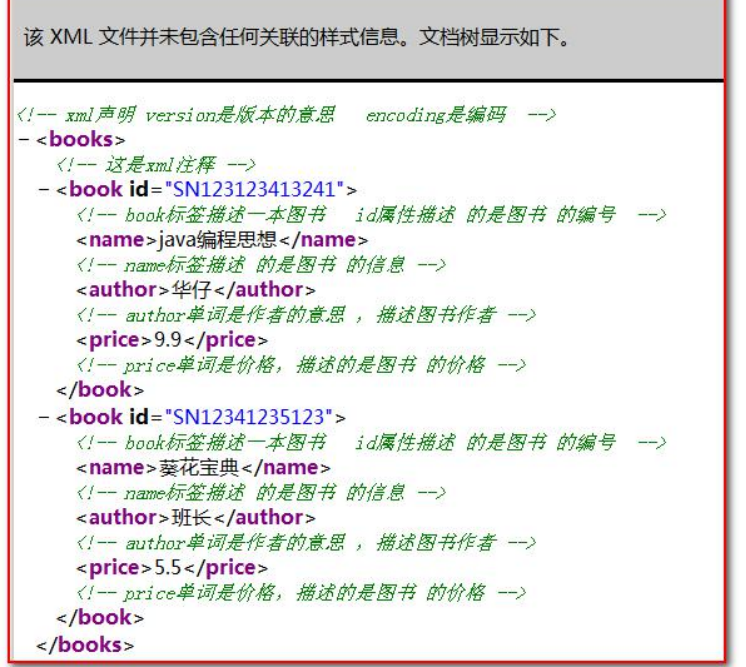 该 XML 文件并未包含任何关联的样式信息。文档树显示如下。
<!-- xml声明 version是版本的意思   encoding是编码  -->
− <books>
<!-- 这是xml注释 -->
− <book id="SN123123413241">
<!-- book标签描述一本图书   id属性描述 的是图书 的编号  -->
<name>java编程思想</name>
<!-- name标签描述 的是图书 的信息 -->
<author>华仔</author>
<!-- author单词是作者的意思 ，描述图书作者 -->
<price>9.9</price>
<!-- price单词是价格，描述的是图书 的价格 -->
</book>
− <book id="SN12341235123">
<!-- book标签描述一本图书   id属性描述 的是图书 的编号  -->
<name>葵花宝典</name>
<!-- name标签描述 的是图书 的信息 -->
<author>班长</author>
<!-- author单词是作者的意思 ，描述图书作者 -->
<price>5.5</price>
<!-- price单词是价格，描述的是图书 的价格 -->
</book>
</books>